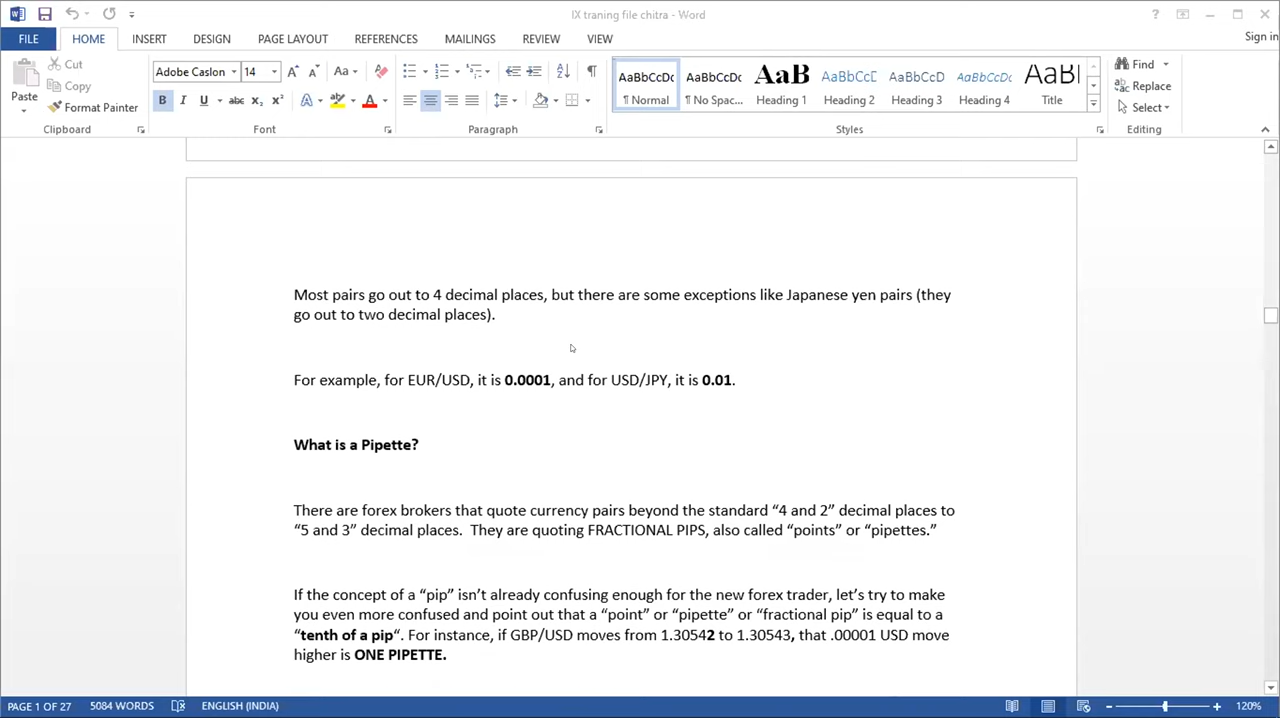 IX traning file chitra - Word
Sign in
FILE HOME INSERT DESIGN PAGE LAYOUT REFERENCES MAILINGS REVIEW VIEW
Paste
Cut
Copy
Format Painter
Clipboard
Adobe Caslon 14
Font
Paragraph
AaBbCcDc AaBbCcDc AaB AaBbCcD AaBbCcD AaBbCcD AaBl
¶ Normal ¶ No Spac... Heading 1 Heading 2 Heading 3 Heading 4 Title
Styles
Find
Replace
Select
Editing
Most pairs go out to 4 decimal places, but there are some exceptions like Japanese yen pairs (they
go out to two decimal places).
For example, for EUR/USD, it is 0.0001, and for USD/JPY, it is 0.01.
What is a Pipette?
There are forex brokers that quote currency pairs beyond the standard “4 and 2” decimal places to
“5 and 3” decimal places.  They are quoting FRACTIONAL PIPS, also called “points” or “pipettes.”
If the concept of a “pip” isn’t already confusing enough for the new forex trader, let’s try to make
you even more confused and point out that a “point” or “pipette” or “fractional pip” is equal to a
“tenth of a pip“. For instance, if GBP/USD moves from 1.30542 to 1.30543, that .00001 USD move
higher is ONE PIPETTE.
PAGE 1 OF 27 5084 WORDS ENGLISH (INDIA) 120%